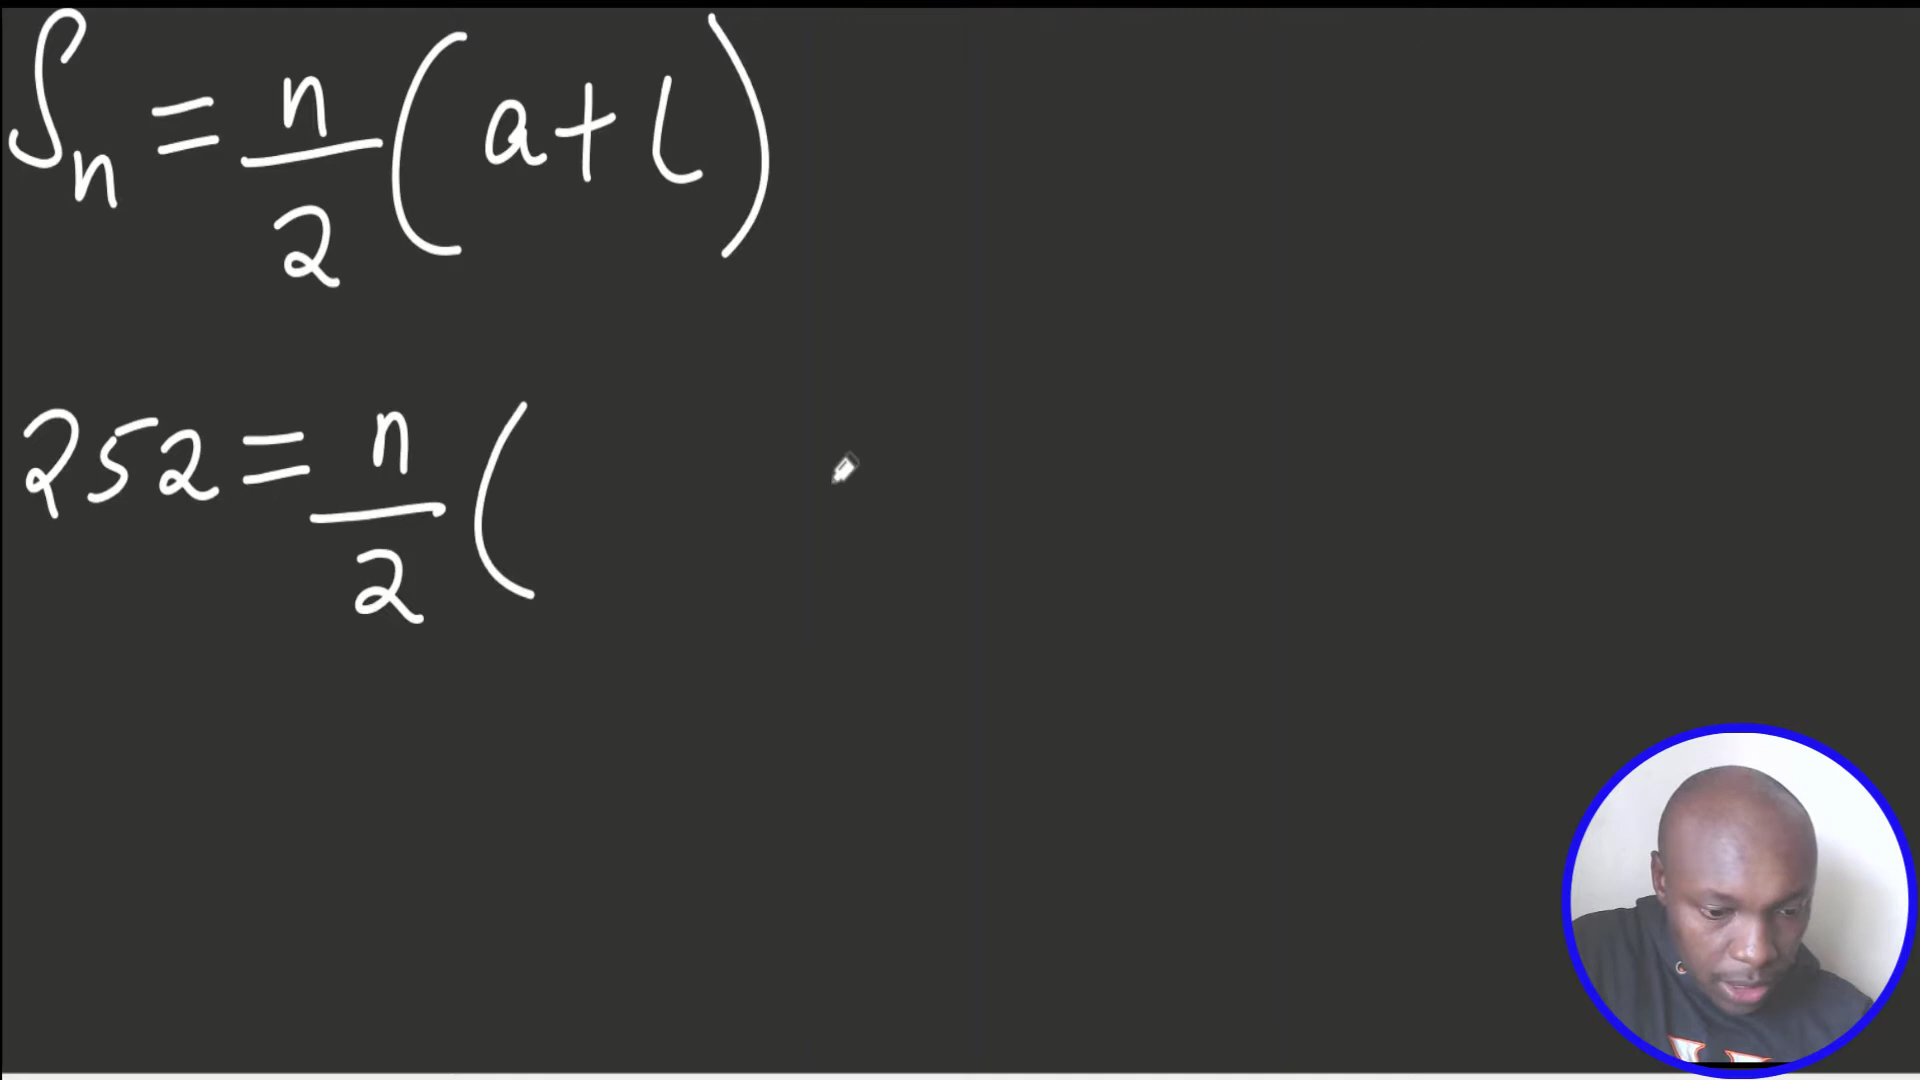 Sₙ = n/2 (a + l)
252 = n/2 (